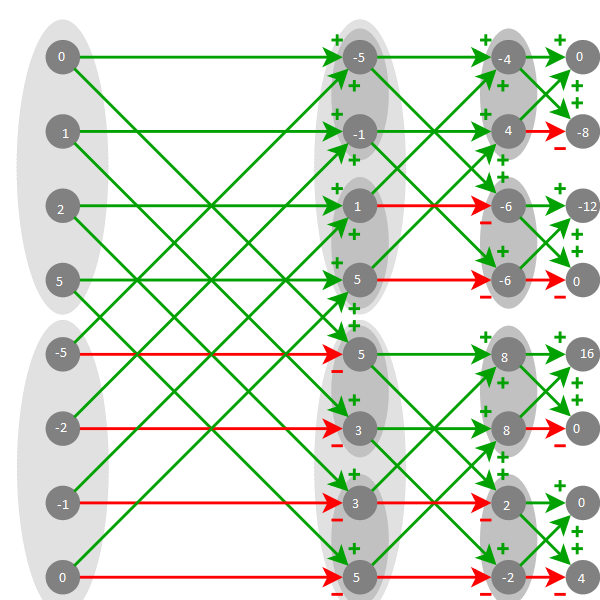 0 + -5 + -4 + 0
+ + +
1 + -1 + 4 - -8
+ + +
2 + 1 - -6 + -12
+ + +
5 + 5 - -6 - 0
+
+
-5 - 5 + 8 + 16
+ + +
-2 - 3 + 8 - 0
+ +
-1 - 3 - 2 + 0
+ + +
0 - 5 - -2 - 4